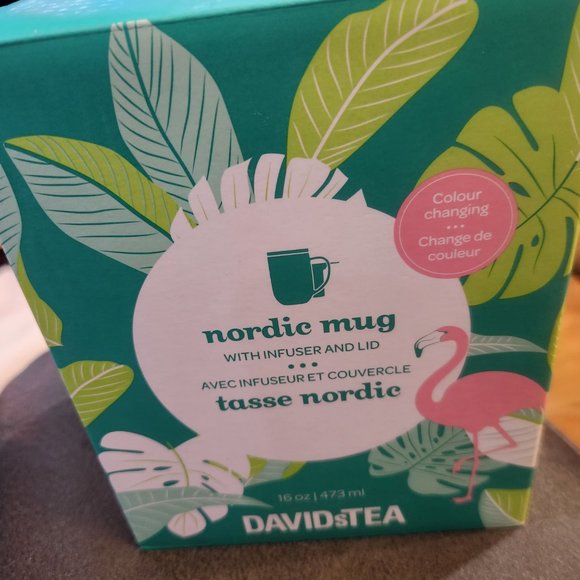 Colour
changing
•••
Change de
couleur
nordic mug
WITH INFUSER AND LID
•••
AVEC INFUSEUR ET COUVERCLE
tasse nordic
16 oz | 473 ml
DAVIDsTEA